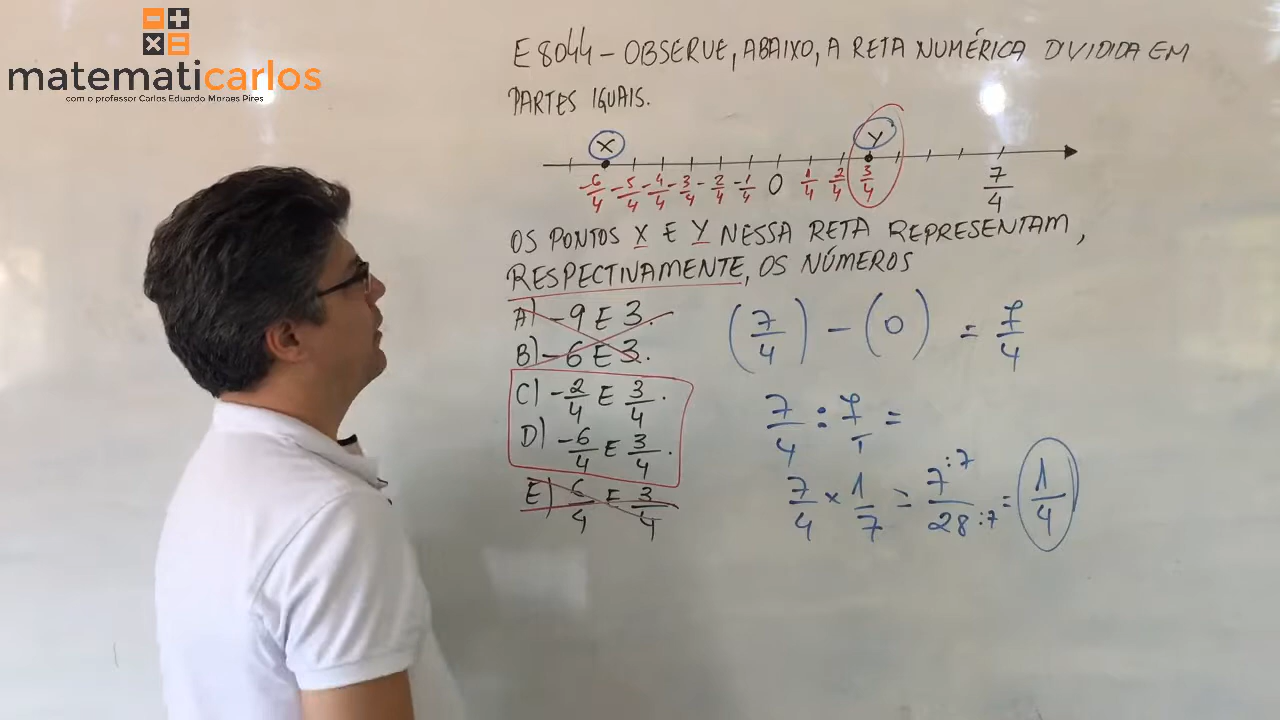 matematicarlos
com o professor Carlos Eduardo Moraes Pires
E8044 - OBSERVE, ABAIXO, A RETA NUMÉRICA DIVIDIDA EM
PARTES IGUAIS.
X Y
-6/4 -5/4 -4/4 -3/4 -2/4 -1/4 0 1/4 2/4 3/4 7/4
OS PONTOS X E Y NESSA RETA REPRESENTAM,
RESPECTIVAMENTE, OS NÚMEROS
A) -9 E 3.
B) -6 E 3.
C) -2/4 E 3/4.
D) -6/4 E 3/4.
E) 6/4 E 3/4
(7/4) - (0) = 7/4
7/4 : 7/1 =
7/4 x 1/7 = 7:7/28:7 = 1/4